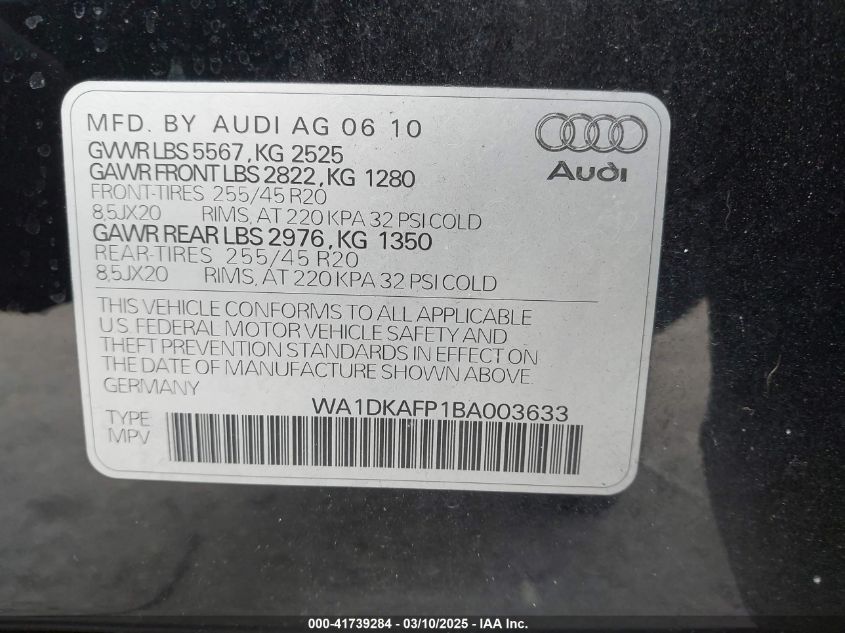 MFD. BY AUDI AG 06 10
GVWR LBS 5567, KG 2525
GAWR FRONT LBS 2822, KG 1280
FRONT-TIRES 255/45 R20
8,5JX20 RIMS, AT 220 KPA 32 PSI COLD
GAWR REAR LBS 2976, KG 1350
REAR-TIRES 255/45 R20
8,5JX20 RIMS, AT 220 KPA 32 PSI COLD
Audi
THIS VEHICLE CONFORMS TO ALL APPLICABLE
U.S. FEDERAL MOTOR VEHICLE SAFETY AND
THEFT PREVENTION STANDARDS IN EFFECT ON
THE DATE OF MANUFACTURE SHOWN ABOVE.
GERMANY
WA1DKAFP1BA003633
TYPE
MPV
000-41739284 - 03/10/2025 - IAA Inc.